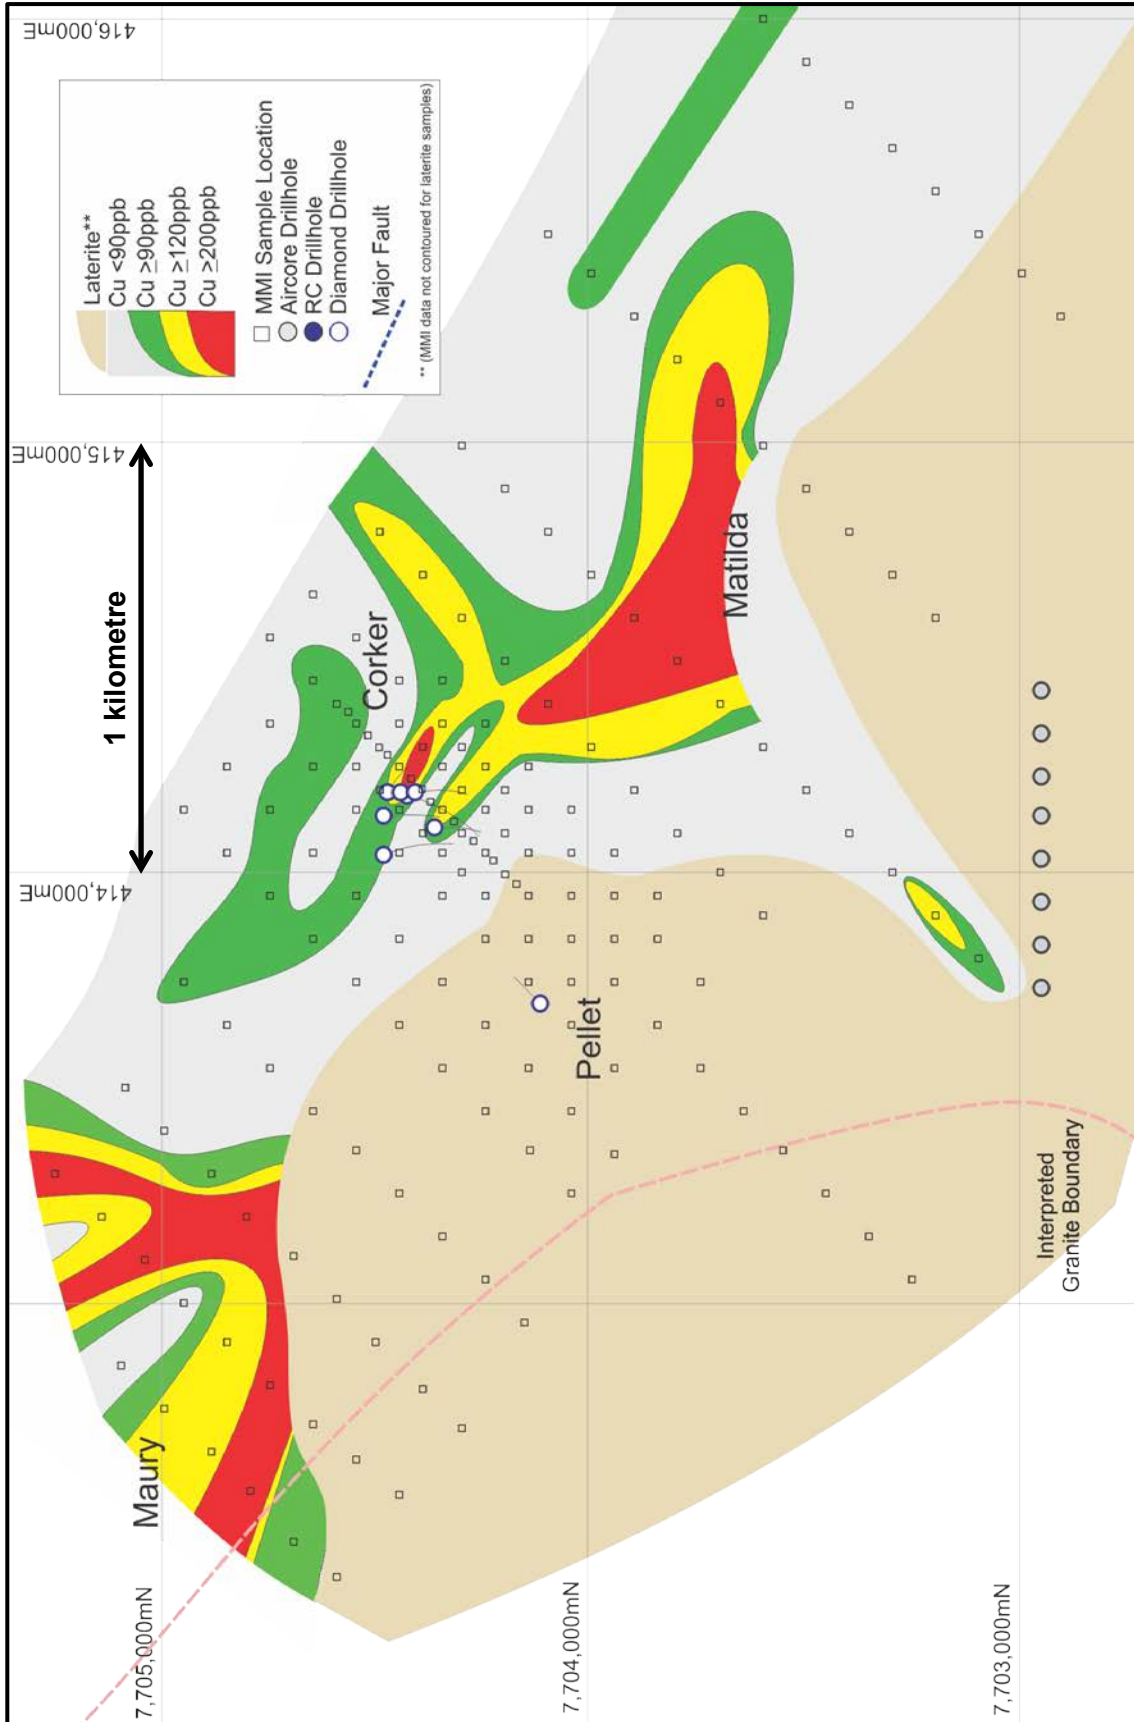 416,000mE
Laterite**
Cu <90ppb
Cu ≥90ppb
Cu ≥120ppb
Cu ≥200ppb
MMI Sample Location
Aircore Drillhole
RC Drillhole
Diamond Drillhole
Major Fault
** (MMI data not contoured for laterite samples)
415,000mE
1 kilometre
414,000mE
Corker
Matilda
Pellet
Maury
Interpreted
Granite Boundary
7,705,000mN
7,704,000mN
7,703,000mN